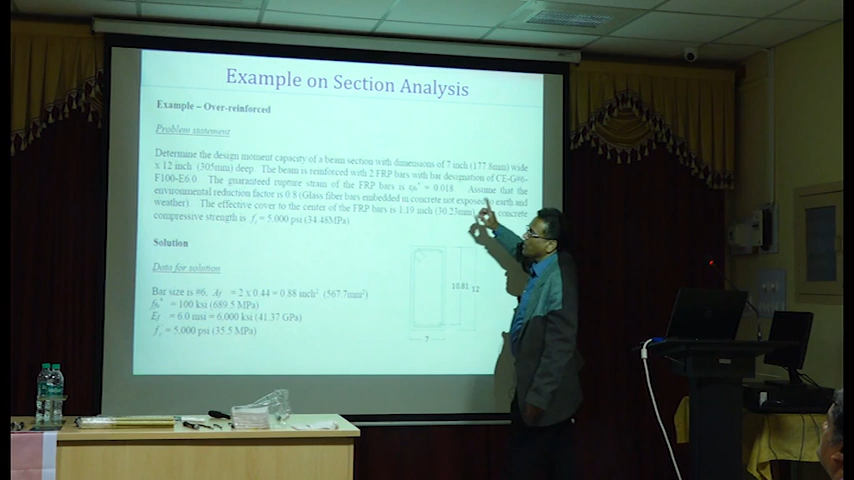 Example on Section Analysis
Example – Over-reinforced
Problem statement
Determine the design moment capacity of a beam section with dimensions of 7 inch (177.8mm) wide
x 12 inch (305mm) deep. The beam is reinforced with 2 FRP bars with bar designation of CE-G#6-
F100-E6.0. The guaranteed rupture strain of the FRP bars is εfu* = 0.018 Assume that the
environmental reduction factor is 0.8 (Glass fiber bars embedded in concrete not exposed to earth and
weather). The effective cover to the center of the FRP bars is 1.19 inch (30.23mm) concrete
compressive strength is f'c = 5,000 psi (34.48MPa)
Solution
Data for solution
Bar size is #6, Af = 2 x 0.44 = 0.88 inch² (567.7mm²)
ffu* = 100 ksi (689.5 MPa)
Ef = 6.0 msi = 6,000 ksi (41.37 GPa)
f'c = 5,000 psi (35.5 MPa)
10.81 12
7